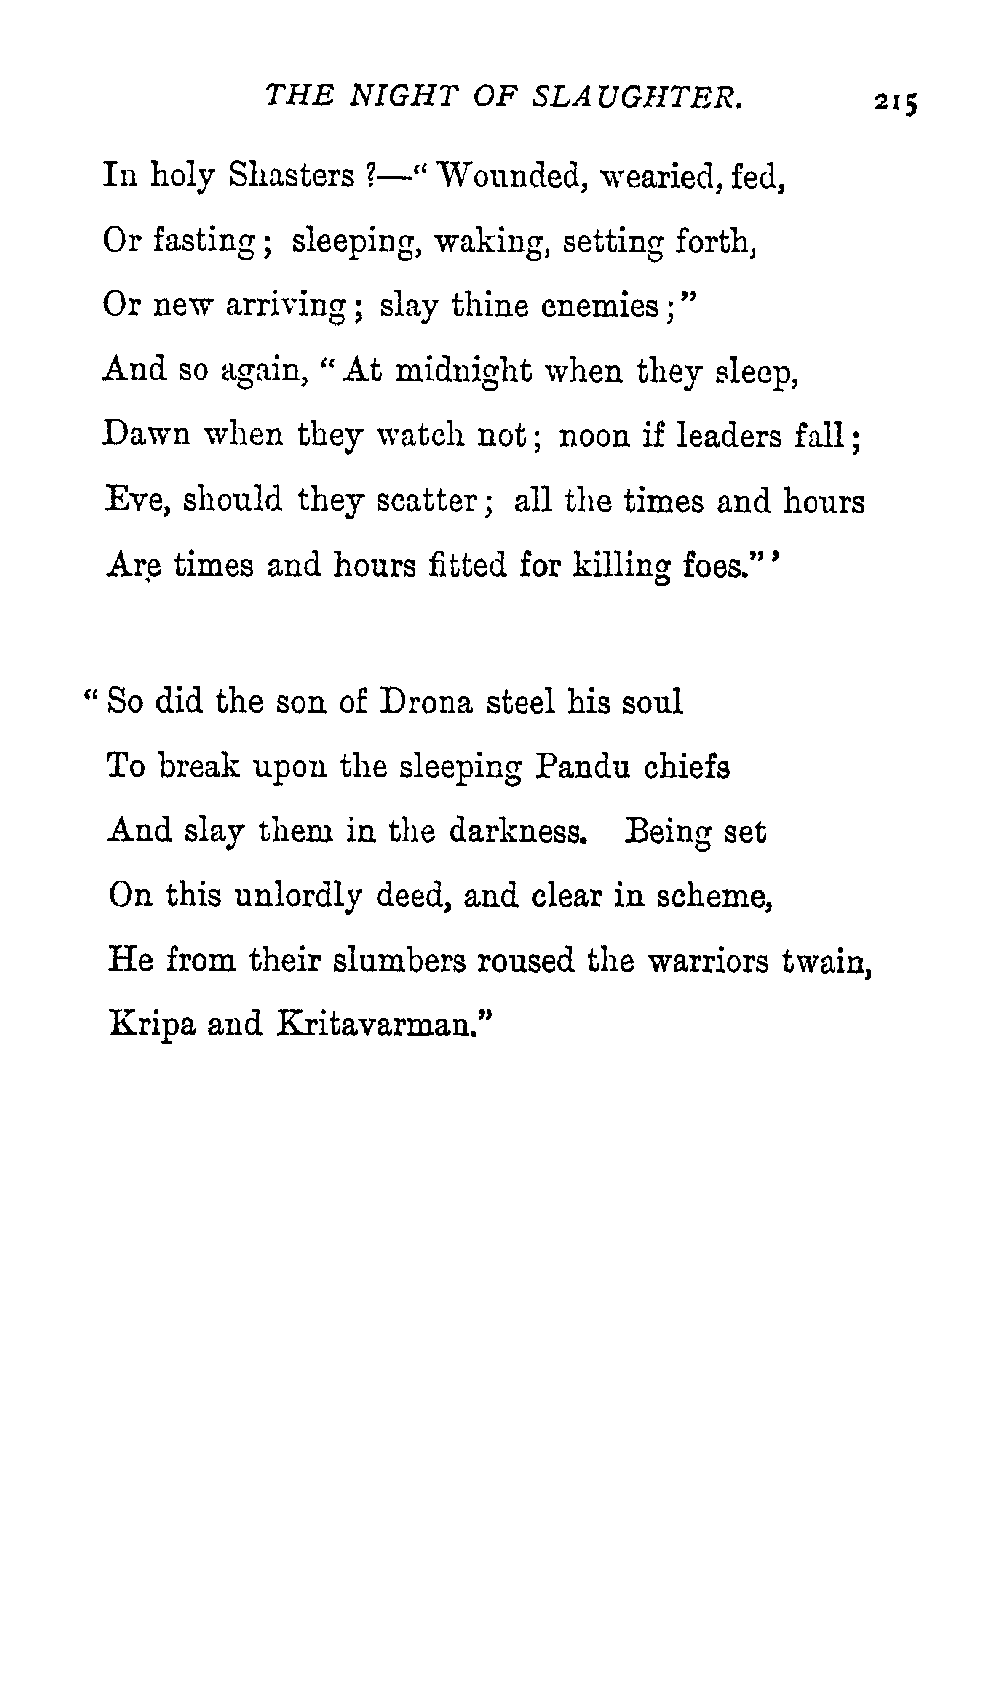 THE NIGHT OF SLAUGHTER. 215
In holy Shasters ?—“ Wounded, wearied, fed,
Or fasting ; sleeping, waking, setting forth,
Or new arriving ; slay thine enemies ;”
And so again, “ At midnight when they sleep,
Dawn when they watch not ; noon if leaders fall ;
Eve, should they scatter ; all the times and hours
Are times and hours fitted for killing foes.” ’
“ So did the son of Drona steel his soul
To break upon the sleeping Pandu chiefs
And slay them in the darkness. Being set
On this unlordly deed, and clear in scheme,
He from their slumbers roused the warriors twain,
Kripa and Kritavarman.”